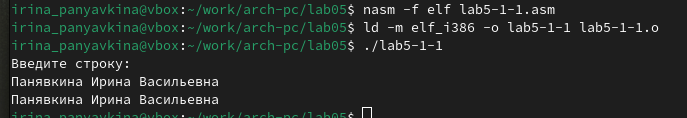 irina_panyavkina@vbox:~/work/arch-pc/lab05$ nasm -f elf lab5-1-1.asm
irina_panyavkina@vbox:~/work/arch-pc/lab05$ ld -m elf_i386 -o lab5-1-1 lab5-1-1.o
irina_panyavkina@vbox:~/work/arch-pc/lab05$ ./lab5-1-1
Введите строку:
Панявкина Ирина Васильевна
Панявкина Ирина Васильевна
irina_panyavkina@vbox:~/work/arch-pc/lab05$